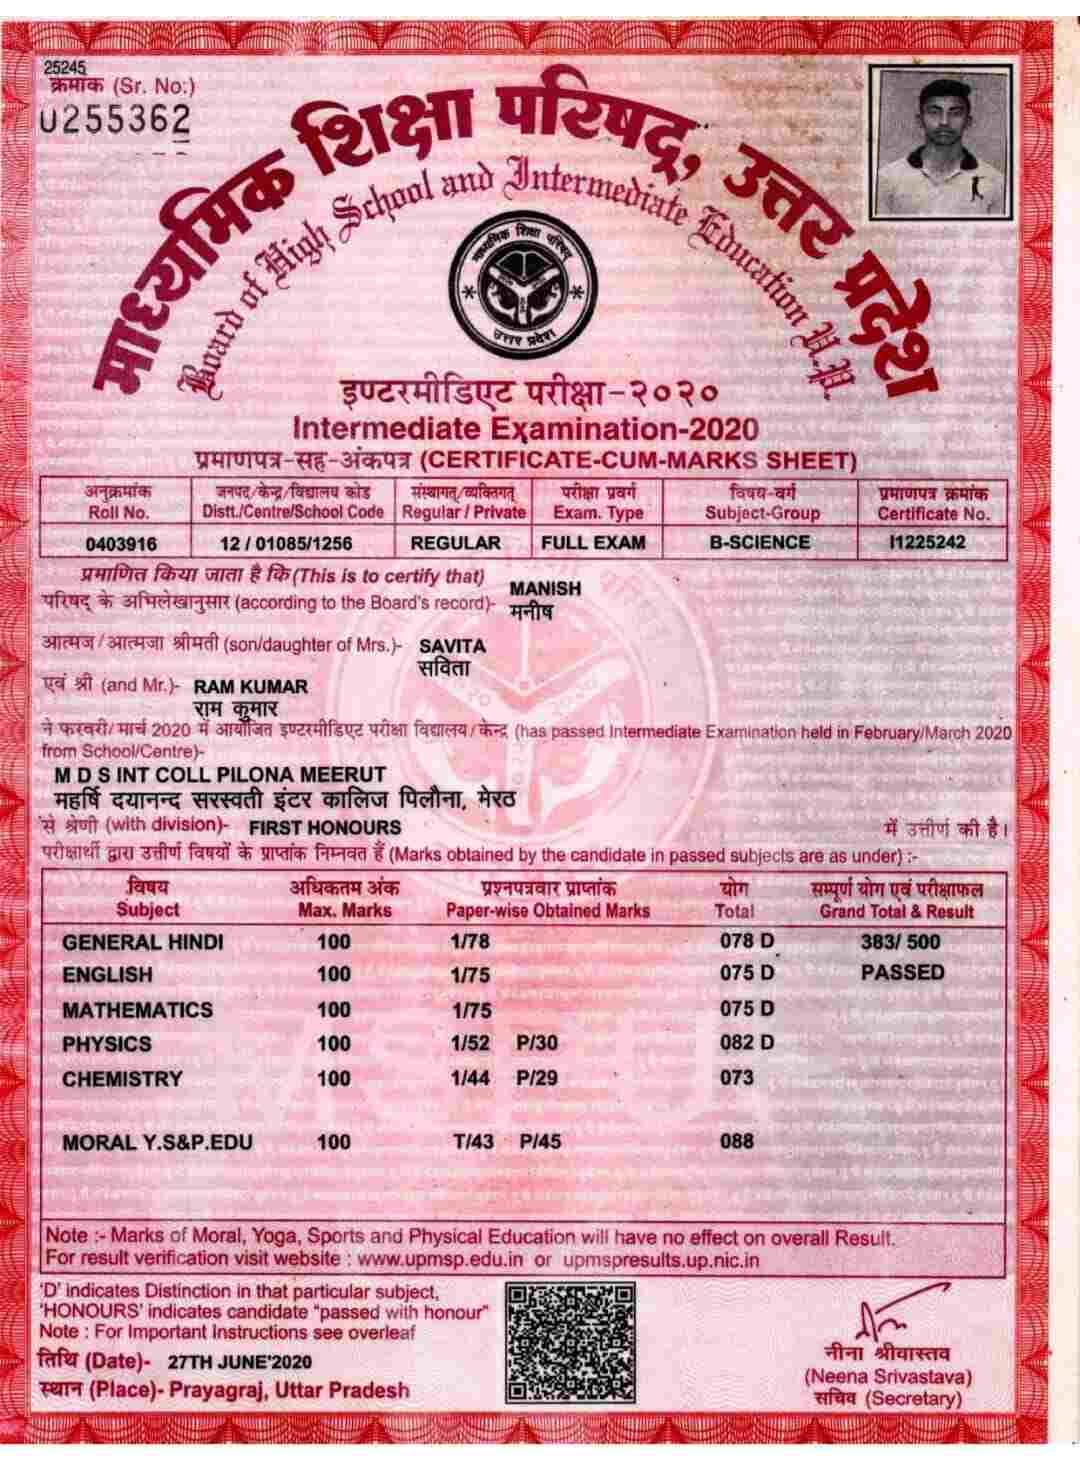 25245
क्रमांक (Sr. No:)
0255362
माध्यमिक शिक्षा परिषद्, उत्तर प्रदेश
Board of High School and Intermediate Education U.P.
माध्यमिक शिक्षा परिषद्
उत्तर प्रदेश
इण्टरमीडिएट परीक्षा-२०२०
Intermediate Examination-2020
प्रमाणपत्र-सह-अंकपत्र (CERTIFICATE-CUM-MARKS SHEET)
अनुक्रमांक जनपद/केन्द्र/विद्यालय कोड संस्थागत/व्यक्तिगत परीक्षा प्रवर्ग विषय-वर्ग प्रमाणपत्र क्रमांक
Roll No. Distt./Centre/School Code Regular / Private Exam. Type Subject-Group Certificate No.
0403916 12 / 01085/1256 REGULAR FULL EXAM B-SCIENCE I1225242
प्रमाणित किया जाता है कि (This is to certify that) MANISH
परिषद् के अभिलेखानुसार (according to the Board's record)- मनीष
आत्मज/आत्मजा श्रीमती (son/daughter of Mrs.)- SAVITA
सविता
एवं श्री (and Mr.)- RAM KUMAR
राम कुमार
ने फरवरी/मार्च 2020 में आयोजित इण्टरमीडिएट परीक्षा विद्यालय/केन्द्र (has passed Intermediate Examination held in February/March 2020
from School/Centre)-
M D S INT COLL PILONA MEERUT
महर्षि दयानन्द सरस्वती इंटर कालिज पिलौना, मेरठ
से श्रेणी (with division)- FIRST HONOURS में उत्तीर्ण की है।
परीक्षार्थी द्वारा उत्तीर्ण विषयों के प्राप्तांक निम्नवत हैं (Marks obtained by the candidate in passed subjects are as under) :-
विषय अधिकतम अंक प्रश्नपत्रवार प्राप्तांक योग सम्पूर्ण योग एवं परीक्षाफल
Subject Max. Marks Paper-wise Obtained Marks Total Grand Total & Result
GENERAL HINDI 100 1/78 078 D 383/ 500
ENGLISH 100 1/75 075 D PASSED
MATHEMATICS 100 1/75 075 D
PHYSICS 100 1/52 P/30 082 D
CHEMISTRY 100 1/44 P/29 073
MORAL Y.S&P.EDU 100 T/43 P/45 088
Note :- Marks of Moral, Yoga, Sports and Physical Education will have no effect on overall Result.
For result verification visit website : www.upmsp.edu.in or upmspresults.up.nic.in
'D' indicates Distinction in that particular subject,
'HONOURS' indicates candidate "passed with honour"
Note : For Important Instructions see overleaf
तिथि (Date)- 27TH JUNE'2020
स्थान (Place)- Prayagraj, Uttar Pradesh
नीना श्रीवास्तव
(Neena Srivastava)
सचिव (Secretary)